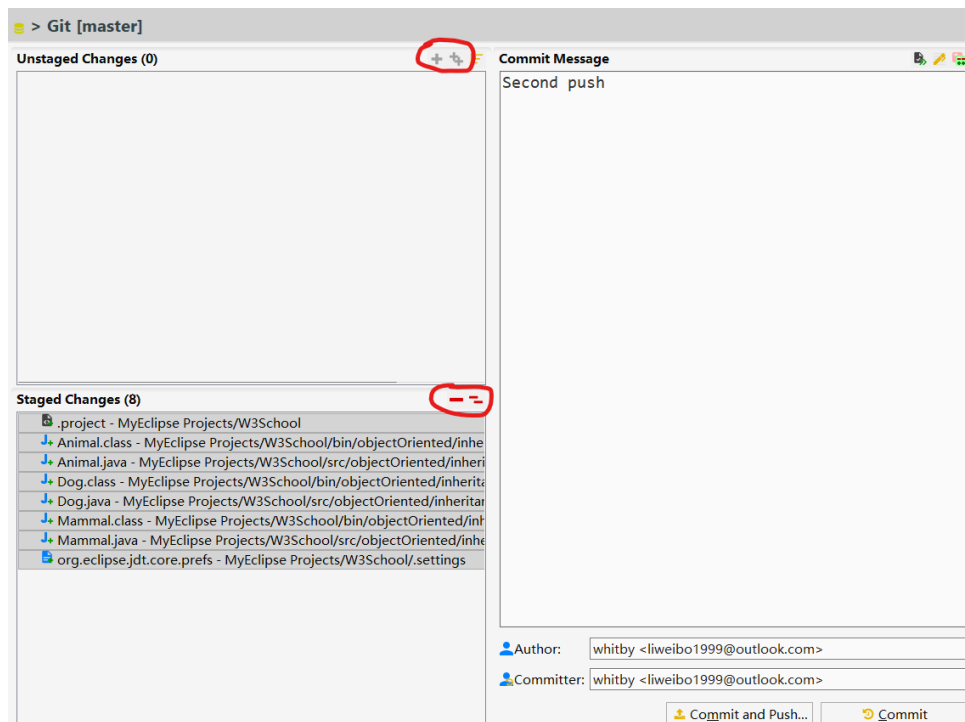 > Git [master]
Unstaged Changes (0)
Staged Changes (8)
.project - MyEclipse Projects/W3School
Animal.class - MyEclipse Projects/W3School/bin/objectOriented/inhe
Animal.java - MyEclipse Projects/W3School/src/objectOriented/inheri
Dog.class - MyEclipse Projects/W3School/bin/objectOriented/inherita
Dog.java - MyEclipse Projects/W3School/src/objectOriented/inheritar
Mammal.class - MyEclipse Projects/W3School/bin/objectOriented/inh
Mammal.java - MyEclipse Projects/W3School/src/objectOriented/inhe
org.eclipse.jdt.core.prefs - MyEclipse Projects/W3School/.settings
Commit Message
Second push
Author: whitby <liweibo1999@outlook.com>
Committer: whitby <liweibo1999@outlook.com>
Commit and Push... Commit